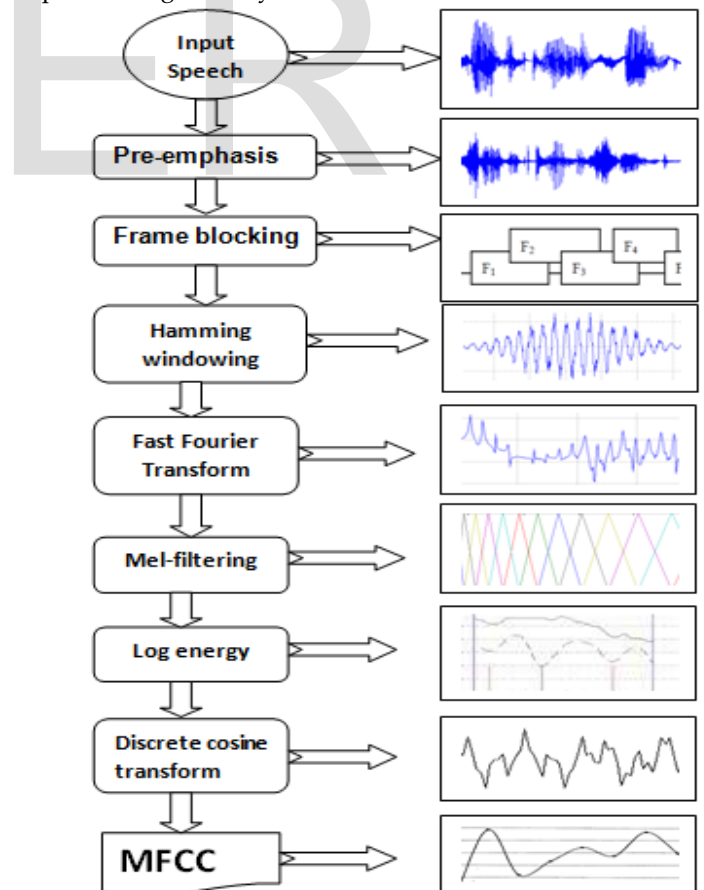 Input
Speech
Pre-emphasis
Frame blocking
F1
F2
F3
F4
Hamming
windowing
Fast Fourier
Transform
Mel-filtering
Log energy
Discrete cosine
transform
MFCC